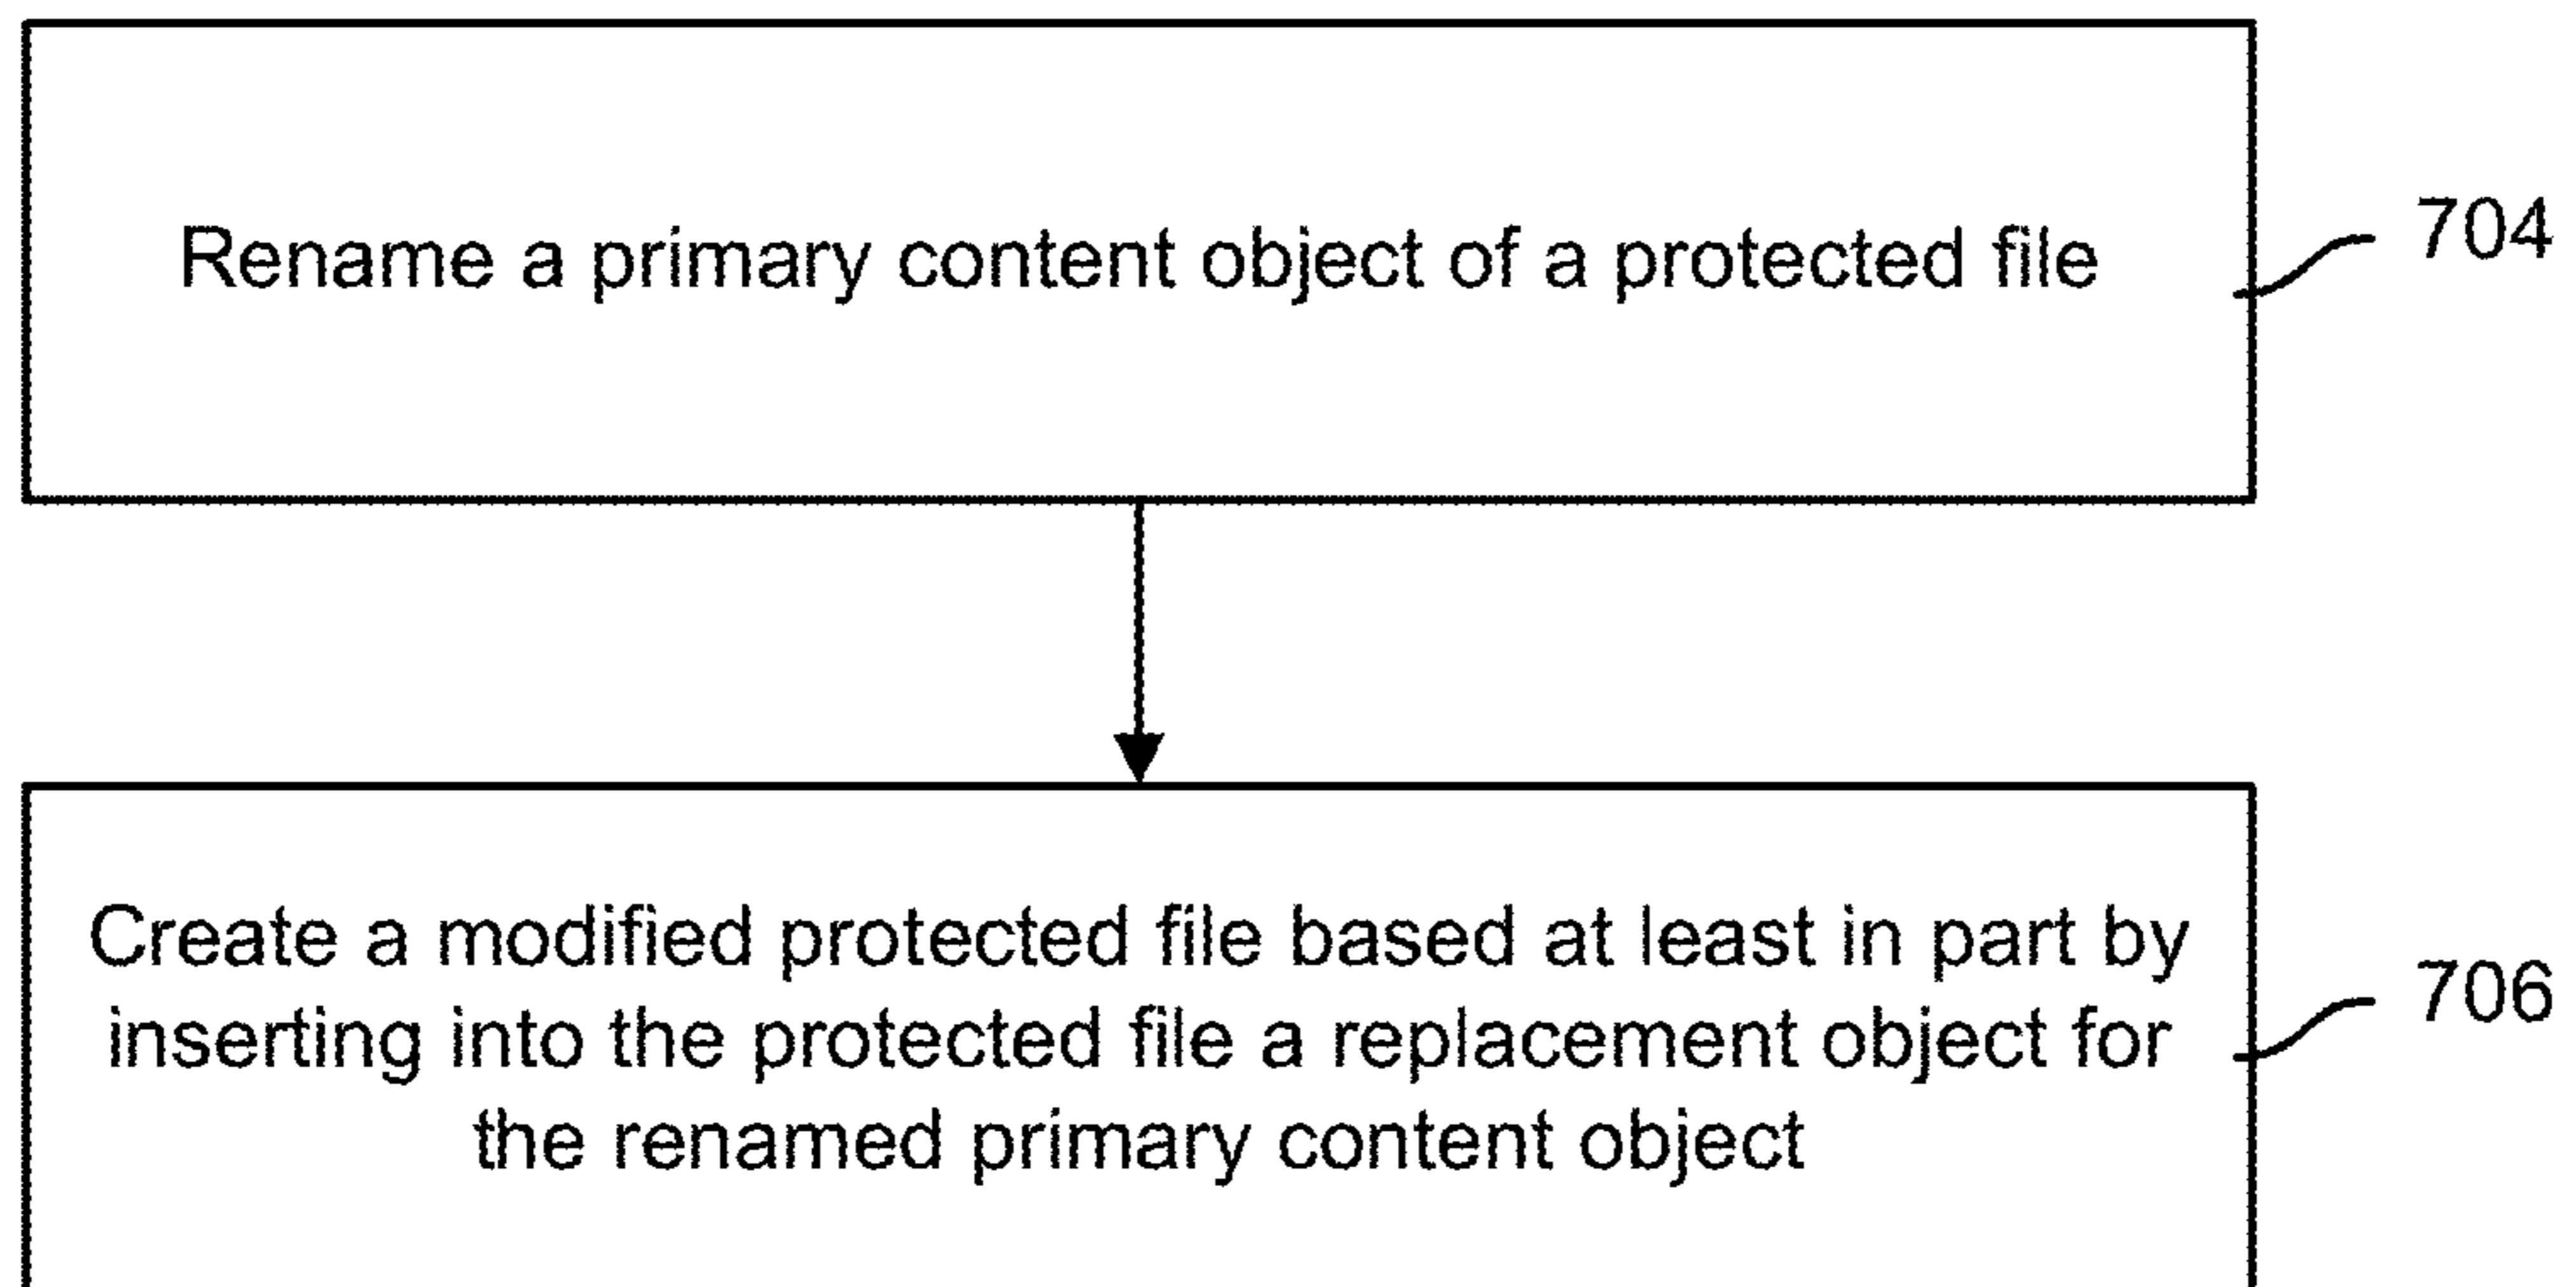 Rename a primary content object of a protected file
704
Create a modified protected file based at least in part by
inserting into the protected file a replacement object for
the renamed primary content object
706